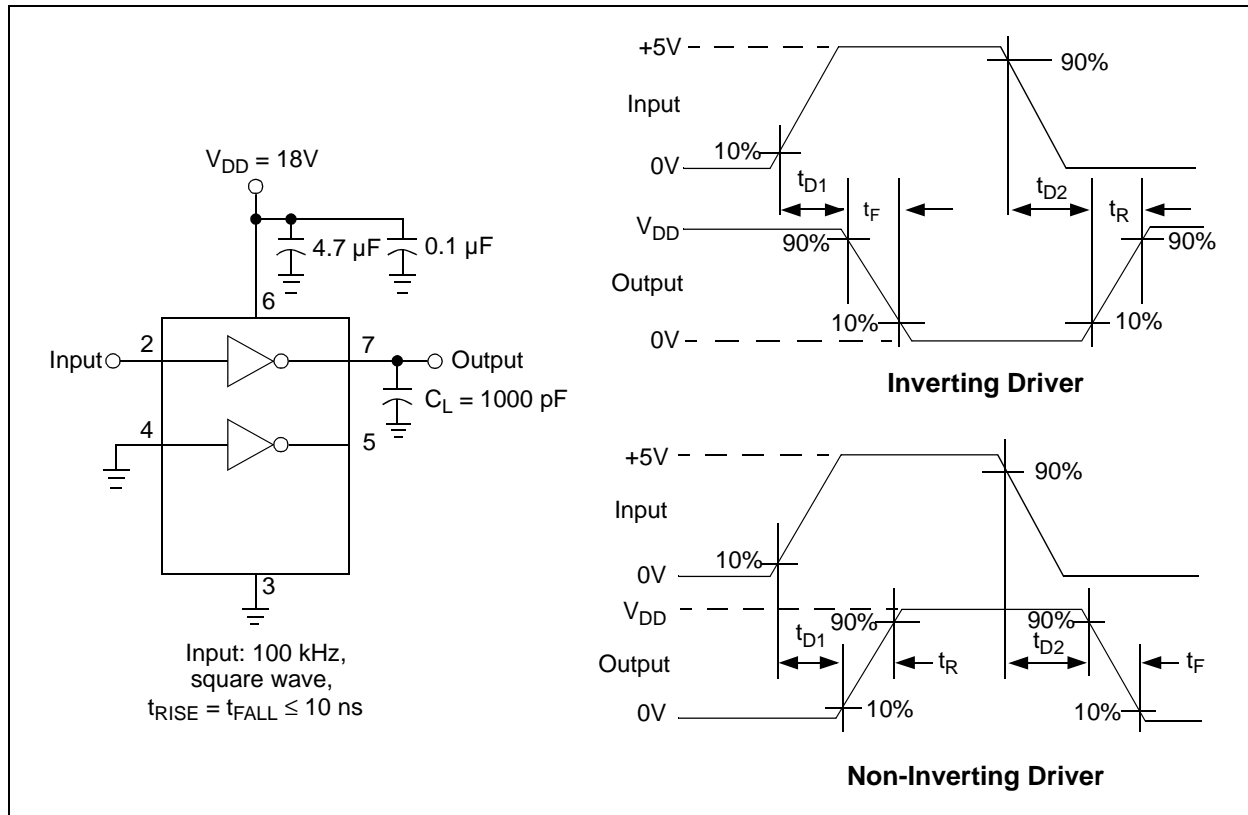 V_DD = 18V
4.7 µF
0.1 µF
6
Input
2
7
Output
C_L = 1000 pF
4
5
3
Input: 100 kHz,
square wave,
t_RISE = t_FALL ≤ 10 ns
+5V
90%
Input
10%
0V
t_D1
t_F
t_D2
t_R
V_DD
90%
90%
Output
10%
10%
0V
Inverting Driver
+5V
90%
Input
10%
0V
V_DD
90%
90%
t_D1
t_R
t_D2
t_F
Output
10%
10%
0V
Non-Inverting Driver